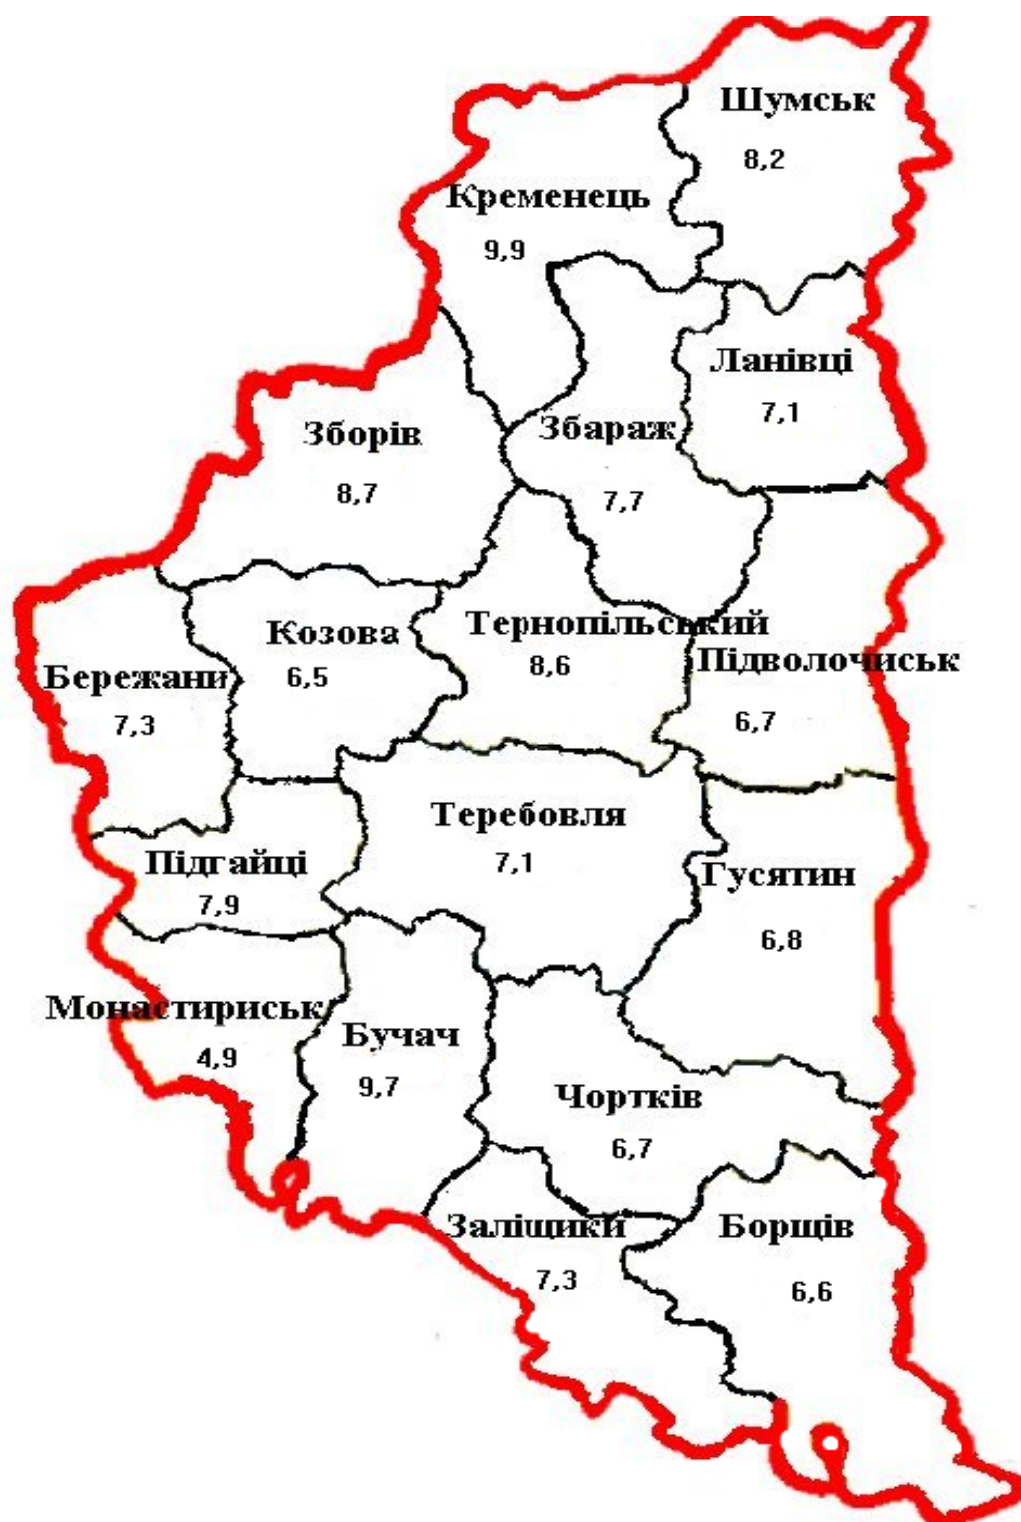 Шумськ
8,2
Кременець
9,9
Ланівці
7,1
Збараж
7,7
Зборів
8,7
Козова
6,5
Тернопільський
8,6
Підволочиськ
6,7
Бережани
7,3
Теребовля
7,1
Підгайці
7,9
Гусятин
6,8
Монастириськ
4,9
Бучач
9,7
Чортків
6,7
Заліщики
7,3
Борщів
6,6